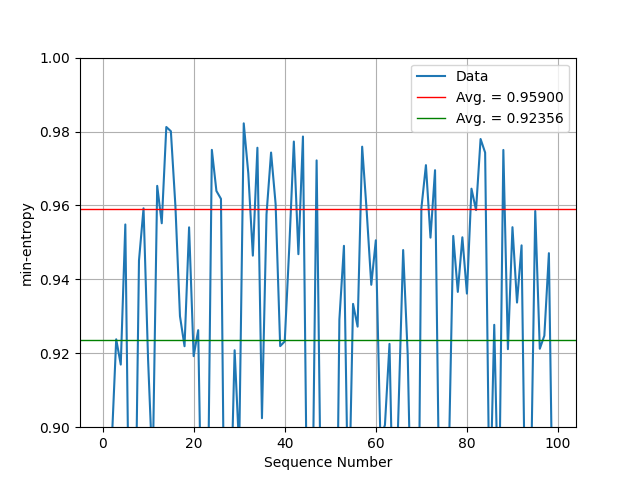 1.00
0.98
0.96
0.94
0.92
0.90
min-entropy
Data
Avg. = 0.95900
Avg. = 0.92356
0 20 40 60 80 100
Sequence Number